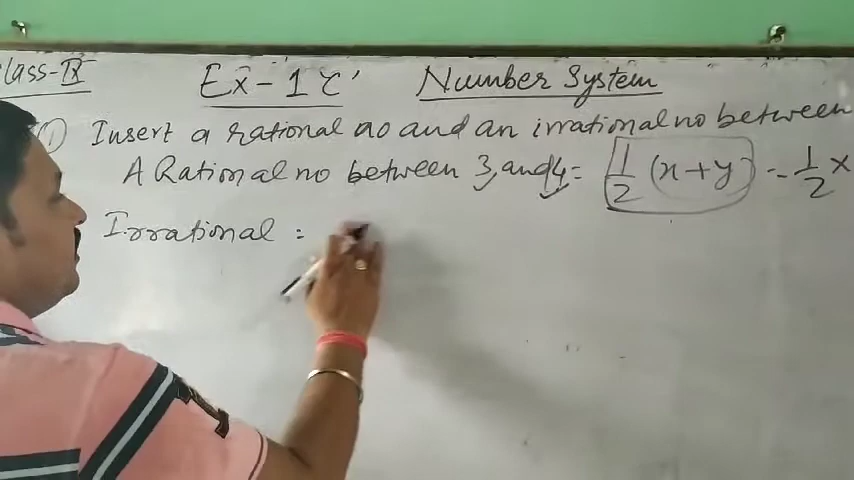 Class-IX Ex-1'C' Number System
① Insert a rational no and an irrational no between
A Rational no between 3, and 4 = 1/2 (x+y) = 1/2 x
Irrational =